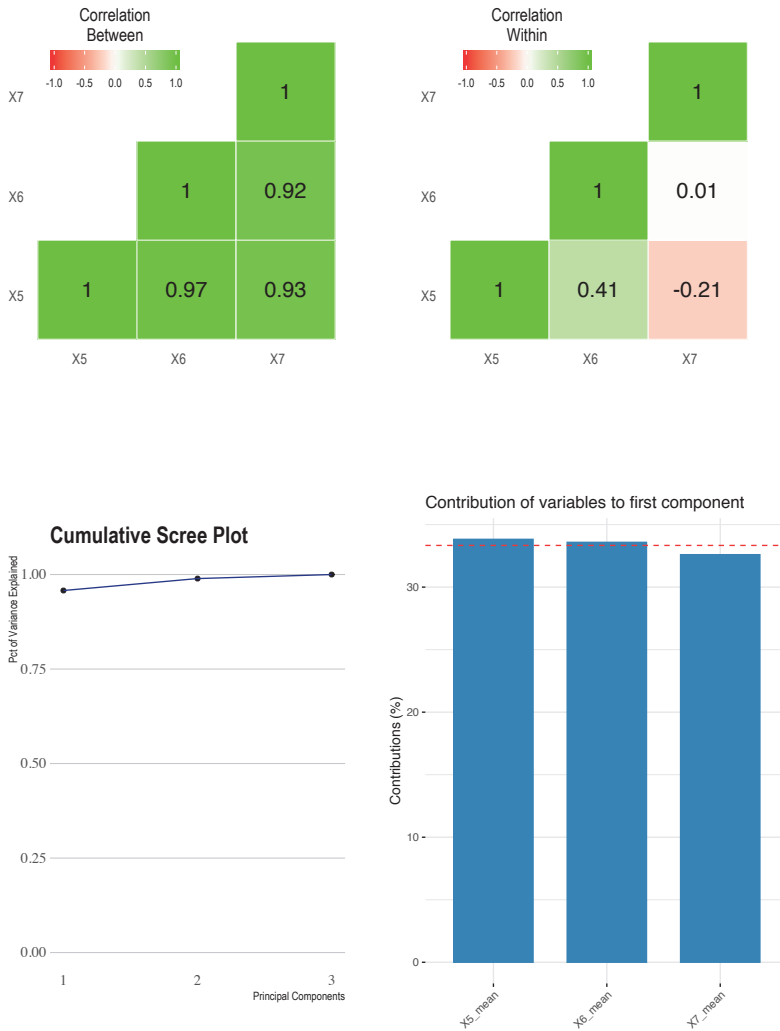 Correlation
Between
-1.0 -0.5 0.0 0.5 1.0
X7
1
X6
1 0.92
X5
1 0.97 0.93
X5 X6 X7
Correlation
Within
-1.0 -0.5 0.0 0.5 1.0
X7
1
X6
1 0.01
X5
1 0.41 -0.21
X5 X6 X7
Cumulative Scree Plot
Pct of Variance Explained
1.00
0.75
0.50
0.25
0.00
1 2 3
Principal Components
Contribution of variables to first component
Contributions (%)
30
20
10
0
X5_mean
X6_mean
X7_mean